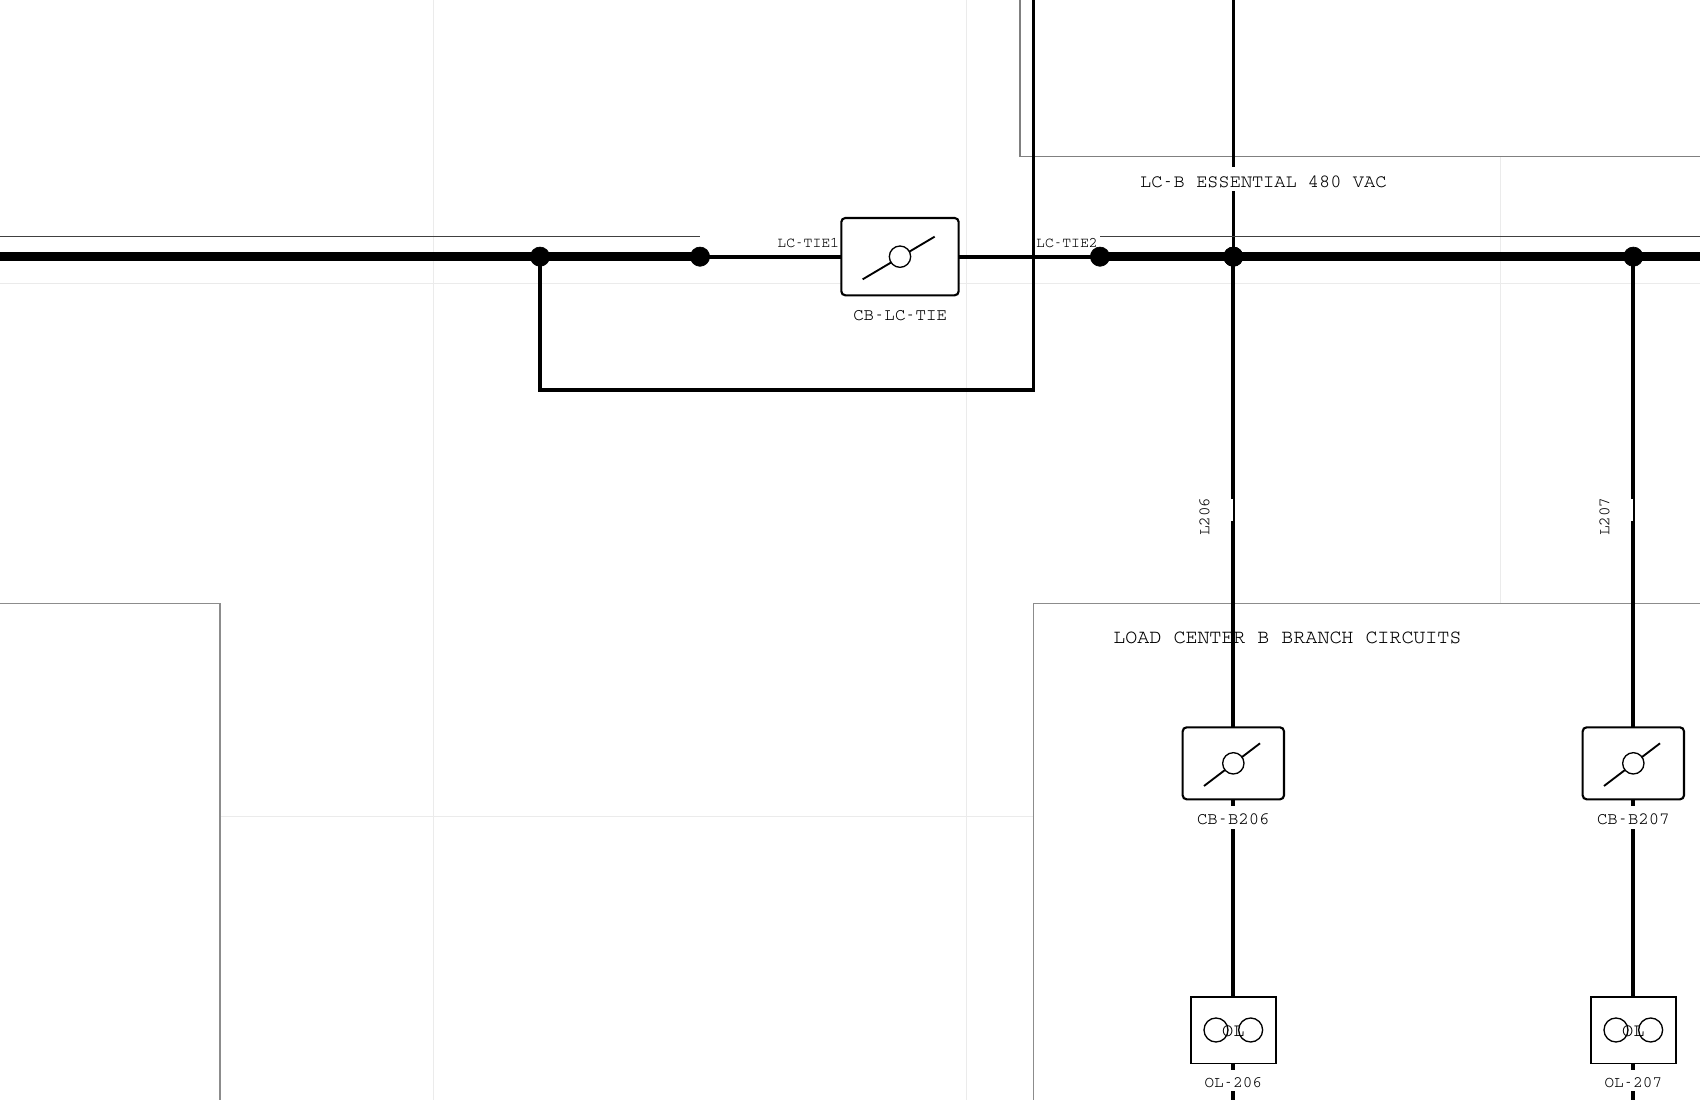 LC-B ESSENTIAL 480 VAC
LC-TIE1
LC-TIE2
CB-LC-TIE
L206
L207
LOAD CENTER B BRANCH CIRCUITS
CB-B206
CB-B207
OL
OL
OL-206
OL-207